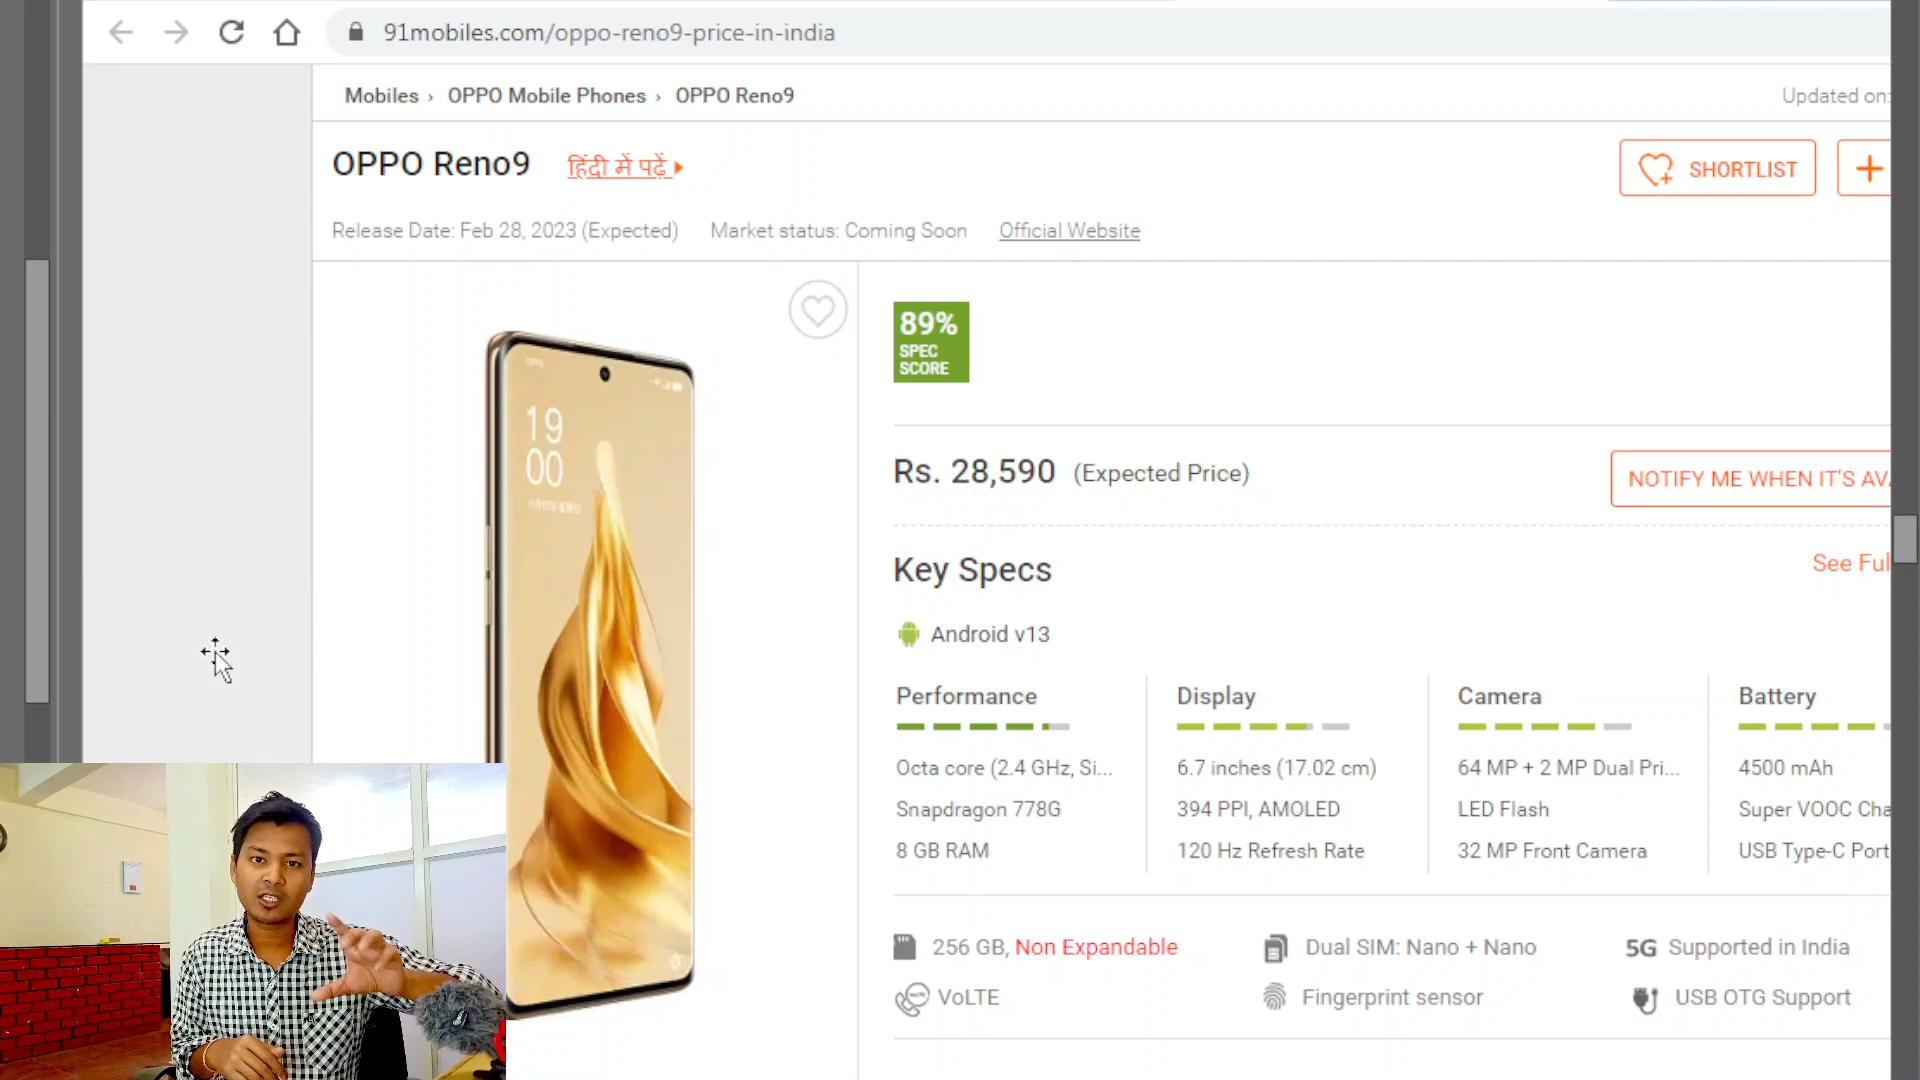 91mobiles.com/oppo-reno9-price-in-india
Mobiles › OPPO Mobile Phones › OPPO Reno9
Updated on:
OPPO Reno9 हिंदी में पढ़ें
SHORTLIST
Release Date: Feb 28, 2023 (Expected) Market status: Coming Soon Official Website
89%
SPEC
SCORE
OPPO
19
00
Rs. 28,590 (Expected Price)
NOTIFY ME WHEN IT'S AV
Key Specs
See Ful
Android v13
Performance
Octa core (2.4 GHz, Si...
Snapdragon 778G
8 GB RAM
Display
6.7 inches (17.02 cm)
394 PPI, AMOLED
120 Hz Refresh Rate
Camera
64 MP + 2 MP Dual Pri...
LED Flash
32 MP Front Camera
Battery
4500 mAh
Super VOOC Cha
USB Type-C Port
256 GB, Non Expandable
Dual SIM: Nano + Nano
5G Supported in India
VoLTE
Fingerprint sensor
USB OTG Support